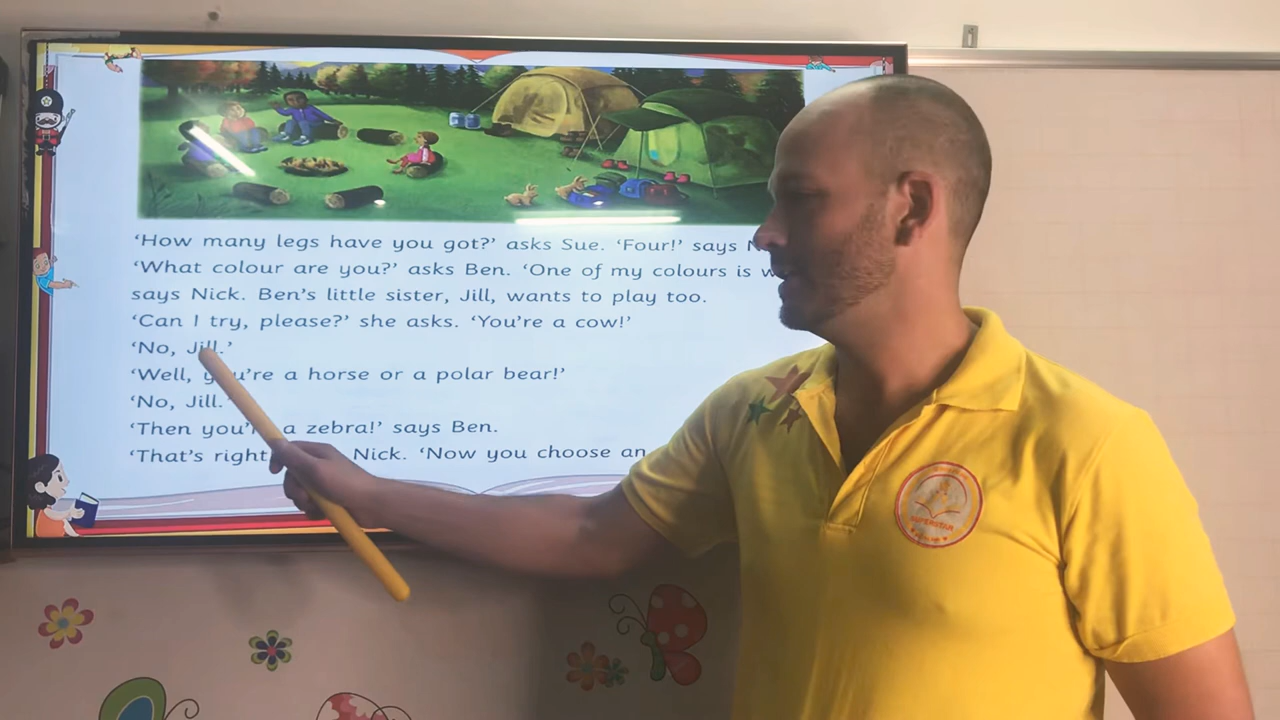 ‘How many legs have you got?’ asks Sue. ‘Four!’ says
‘What colour are you?’ asks Ben. ‘One of my colours is
says Nick. Ben’s little sister, Jill, wants to play too.
‘Can I try, please?’ she asks. ‘You’re a cow!’
‘No, Jill.’
‘Well, you’re a horse or a polar bear!’
‘No, Jill.’
‘Then you’re a zebra!’ says Ben.
‘That’s right Nick. ‘Now you choose an
SUPERSTAR